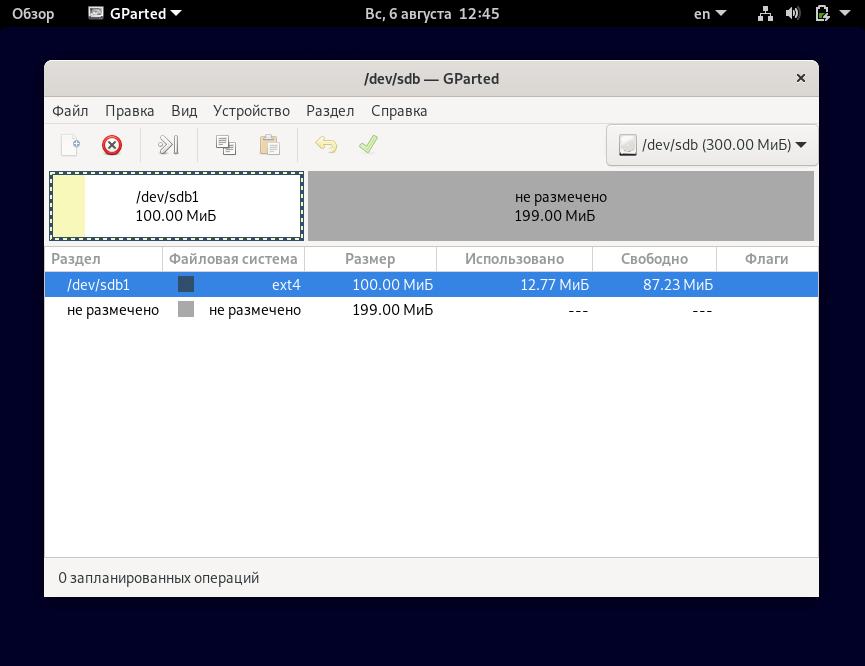 Обзор GParted Вс, 6 августа 12:45 en
/dev/sdb — GParted
Файл Правка Вид Устройство Раздел Справка
/dev/sdb (300.00 МиБ)
/dev/sdb1
100.00 МиБ
не размечено
199.00 МиБ
Раздел Файловая система Размер Использовано Свободно Флаги
/dev/sdb1 ext4 100.00 МиБ 12.77 МиБ 87.23 МиБ
не размечено не размечено 199.00 МиБ --- ---
0 запланированных операций